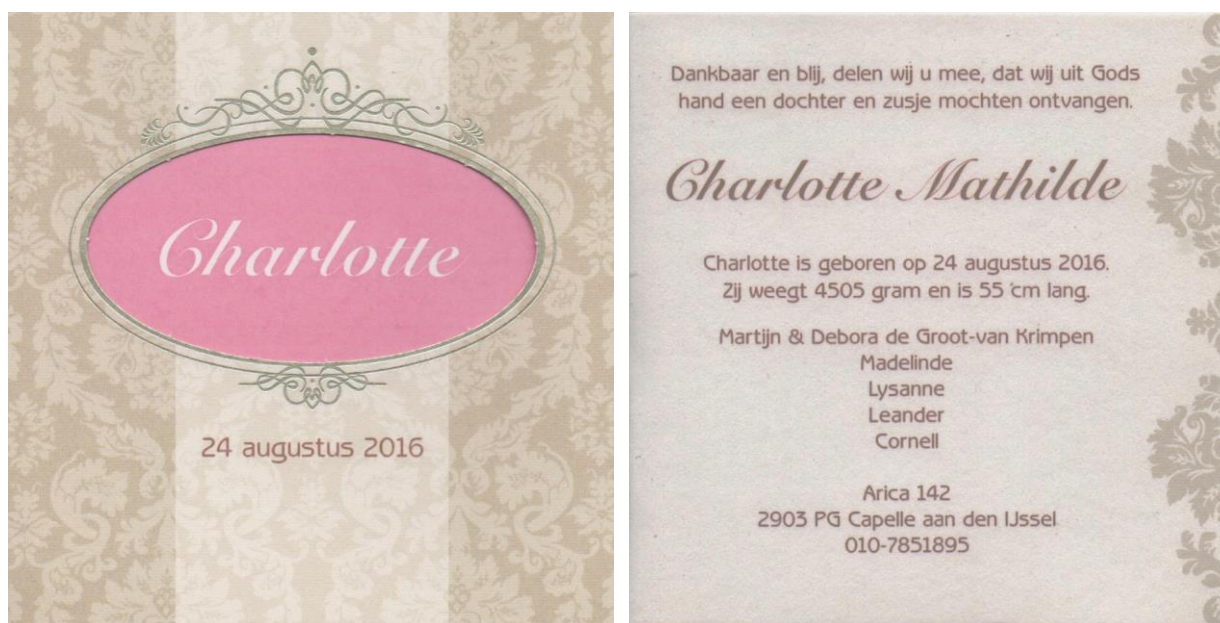 Charlotte
24 augustus 2016
Dankbaar en blij, delen wij u mee, dat wij uit Gods
hand een dochter en zusje mochten ontvangen.
Charlotte Mathilde
Charlotte is geboren op 24 augustus 2016.
Zij weegt 4505 gram en is 55 cm lang.
Martijn & Debora de Groot-van Krimpen
Madelinde
Lysanne
Leander
Cornell
Arica 142
2903 PG Capelle aan den IJssel
010-7851895